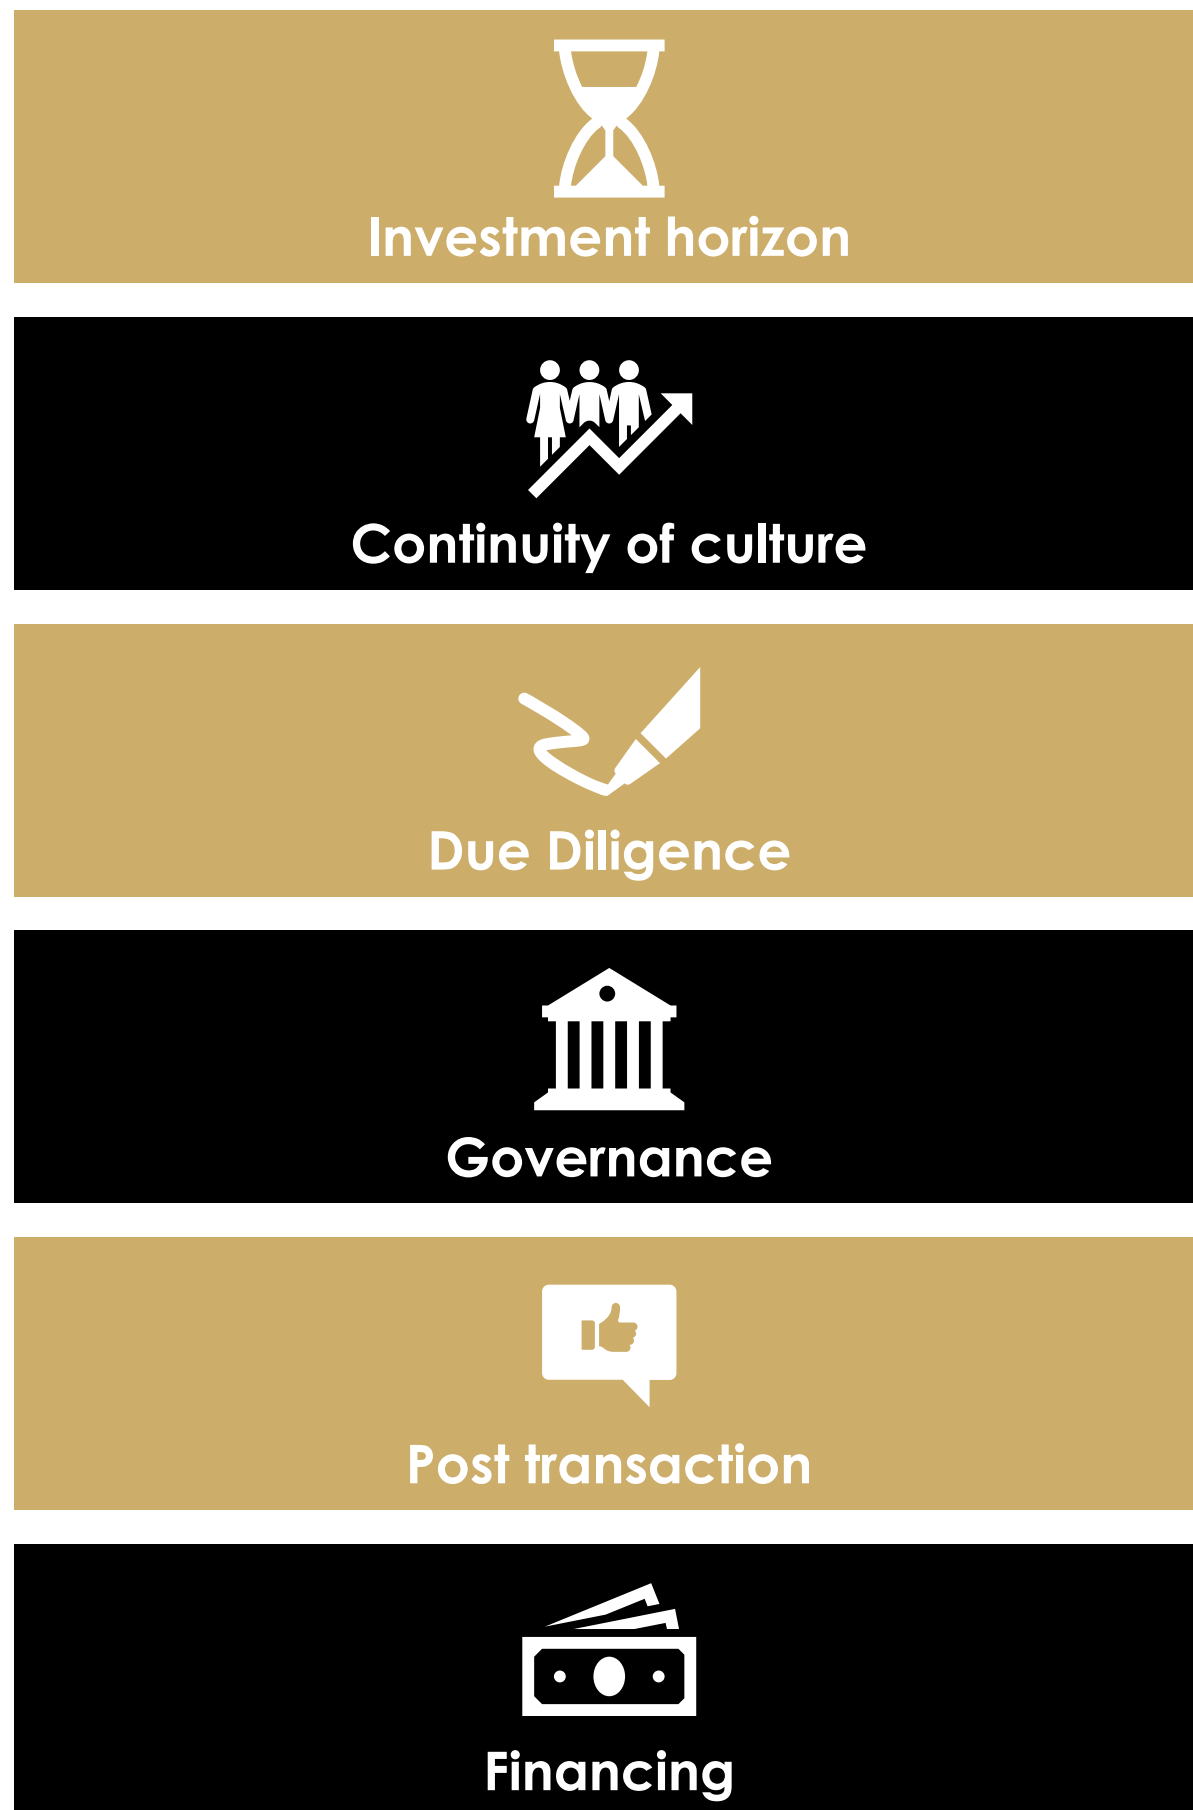 Investment horizon
Continuity of culture
Due Diligence
Governance
Post transaction
Financing